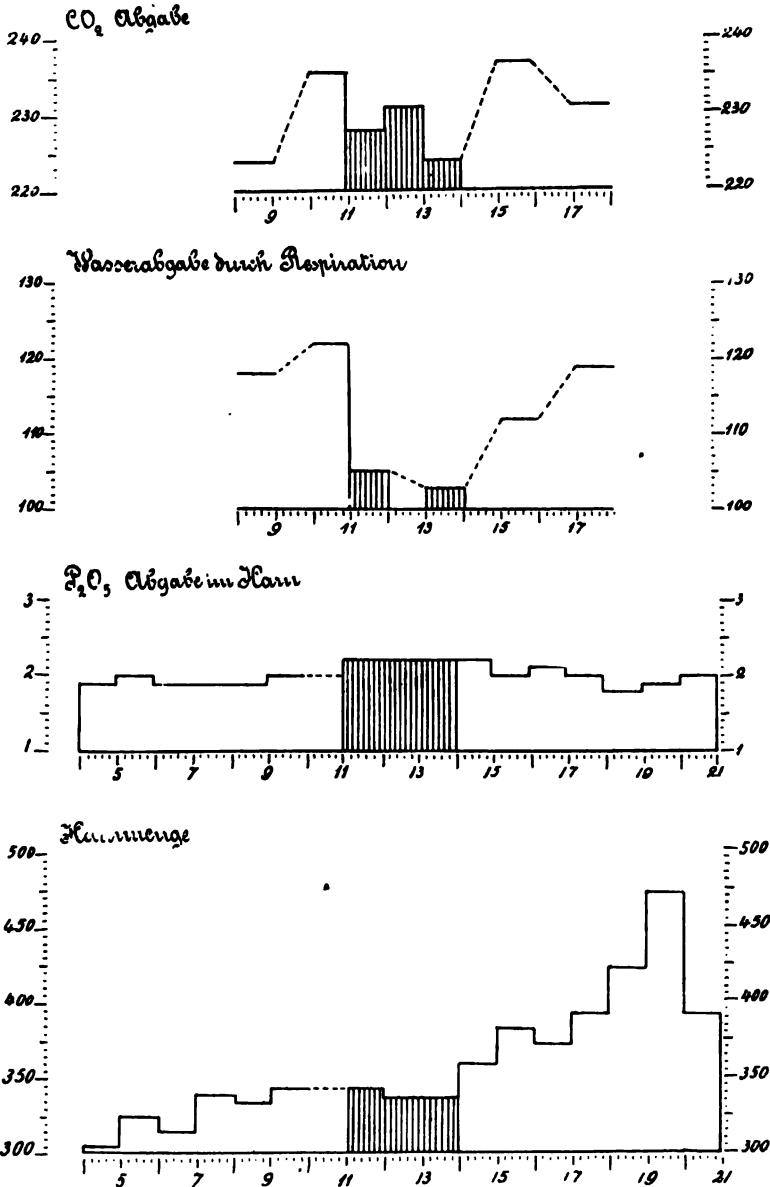 CO₂ Abgabe
240 240
230 230
220 220
9 11 13 15 17
Wasserabgabe durch Respiration
130 130
120 120
110 110
100 100
9 11 13 15 17
P₂O₅ Abgabe im Harn
3 3
2 2
1 1
5 7 9 11 13 15 17 19 21
Harnmenge
500 500
450 450
400 400
350 350
300 300
5 7 9 11 13 15 17 19 21